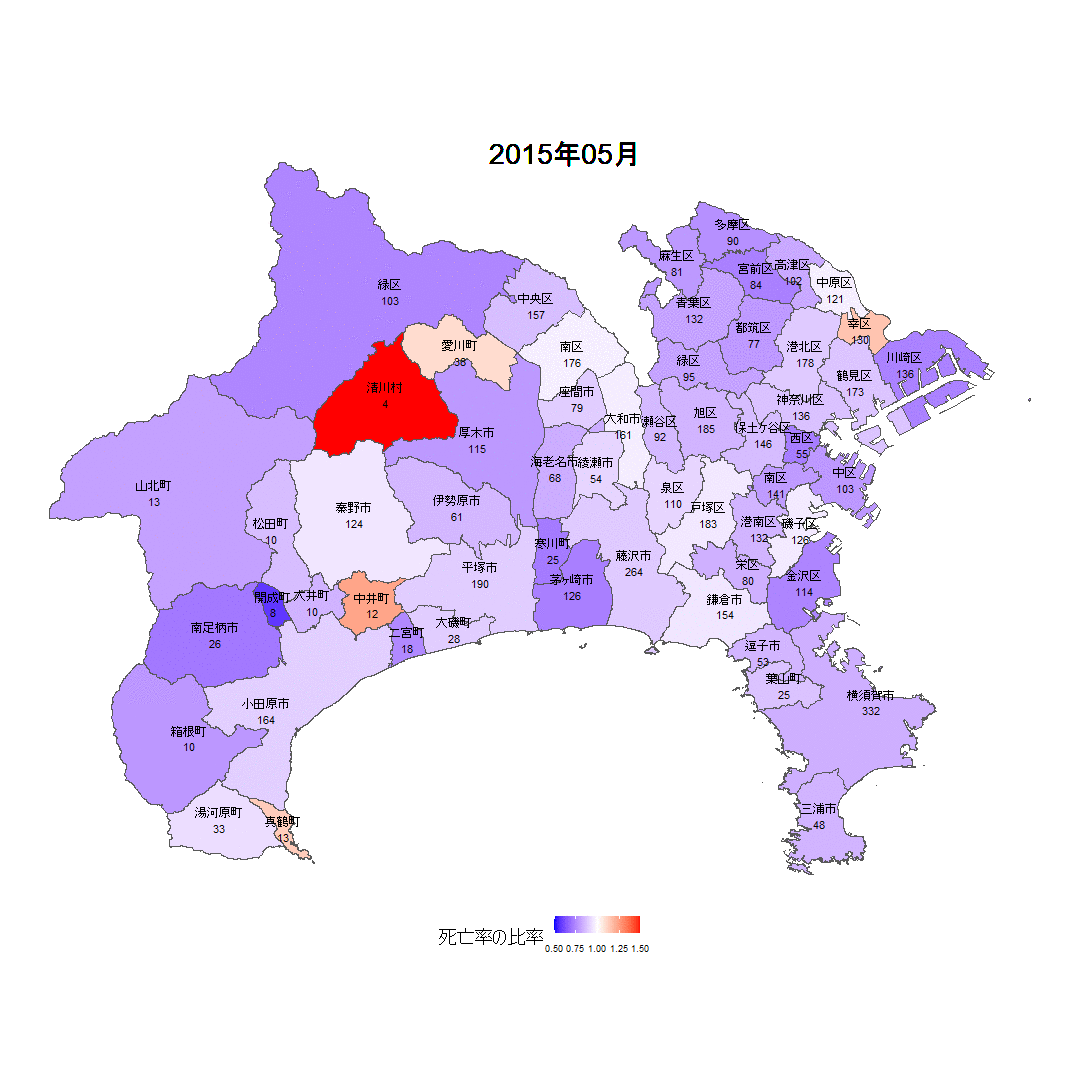 2015年05月
多摩区
90
麻生区
81
宮前区
84
高津区
102
中原区
121
緑区
103
中央区
157
青葉区
132
都筑区
77
幸区
130
川崎区
136
愛川町
38
南区
176
港北区
178
緑区
95
鶴見区
173
清川村
4
座間市
79
神奈川区
136
大和市
161
瀬谷区
92
旭区
185
保土ケ谷区
146
西区
55
厚木市
115
海老名市
68
綾瀬市
54
中区
103
南区
141
山北町
13
泉区
110
伊勢原市
61
秦野市
124
戸塚区
183
港南区
132
磯子区
126
松田町
10
寒川町
25
藤沢市
264
栄区
80
平塚市
190
茅ヶ崎市
126
金沢区
114
開成町
8
大井町
10
中井町
12
鎌倉市
154
南足柄市
26
大磯町
28
二宮町
18
逗子市
53
葉山町
25
横須賀市
332
小田原市
164
箱根町
10
湯河原町
33
真鶴町
13
三浦市
48
死亡率の比率
0.50 0.75 1.00 1.25 1.50